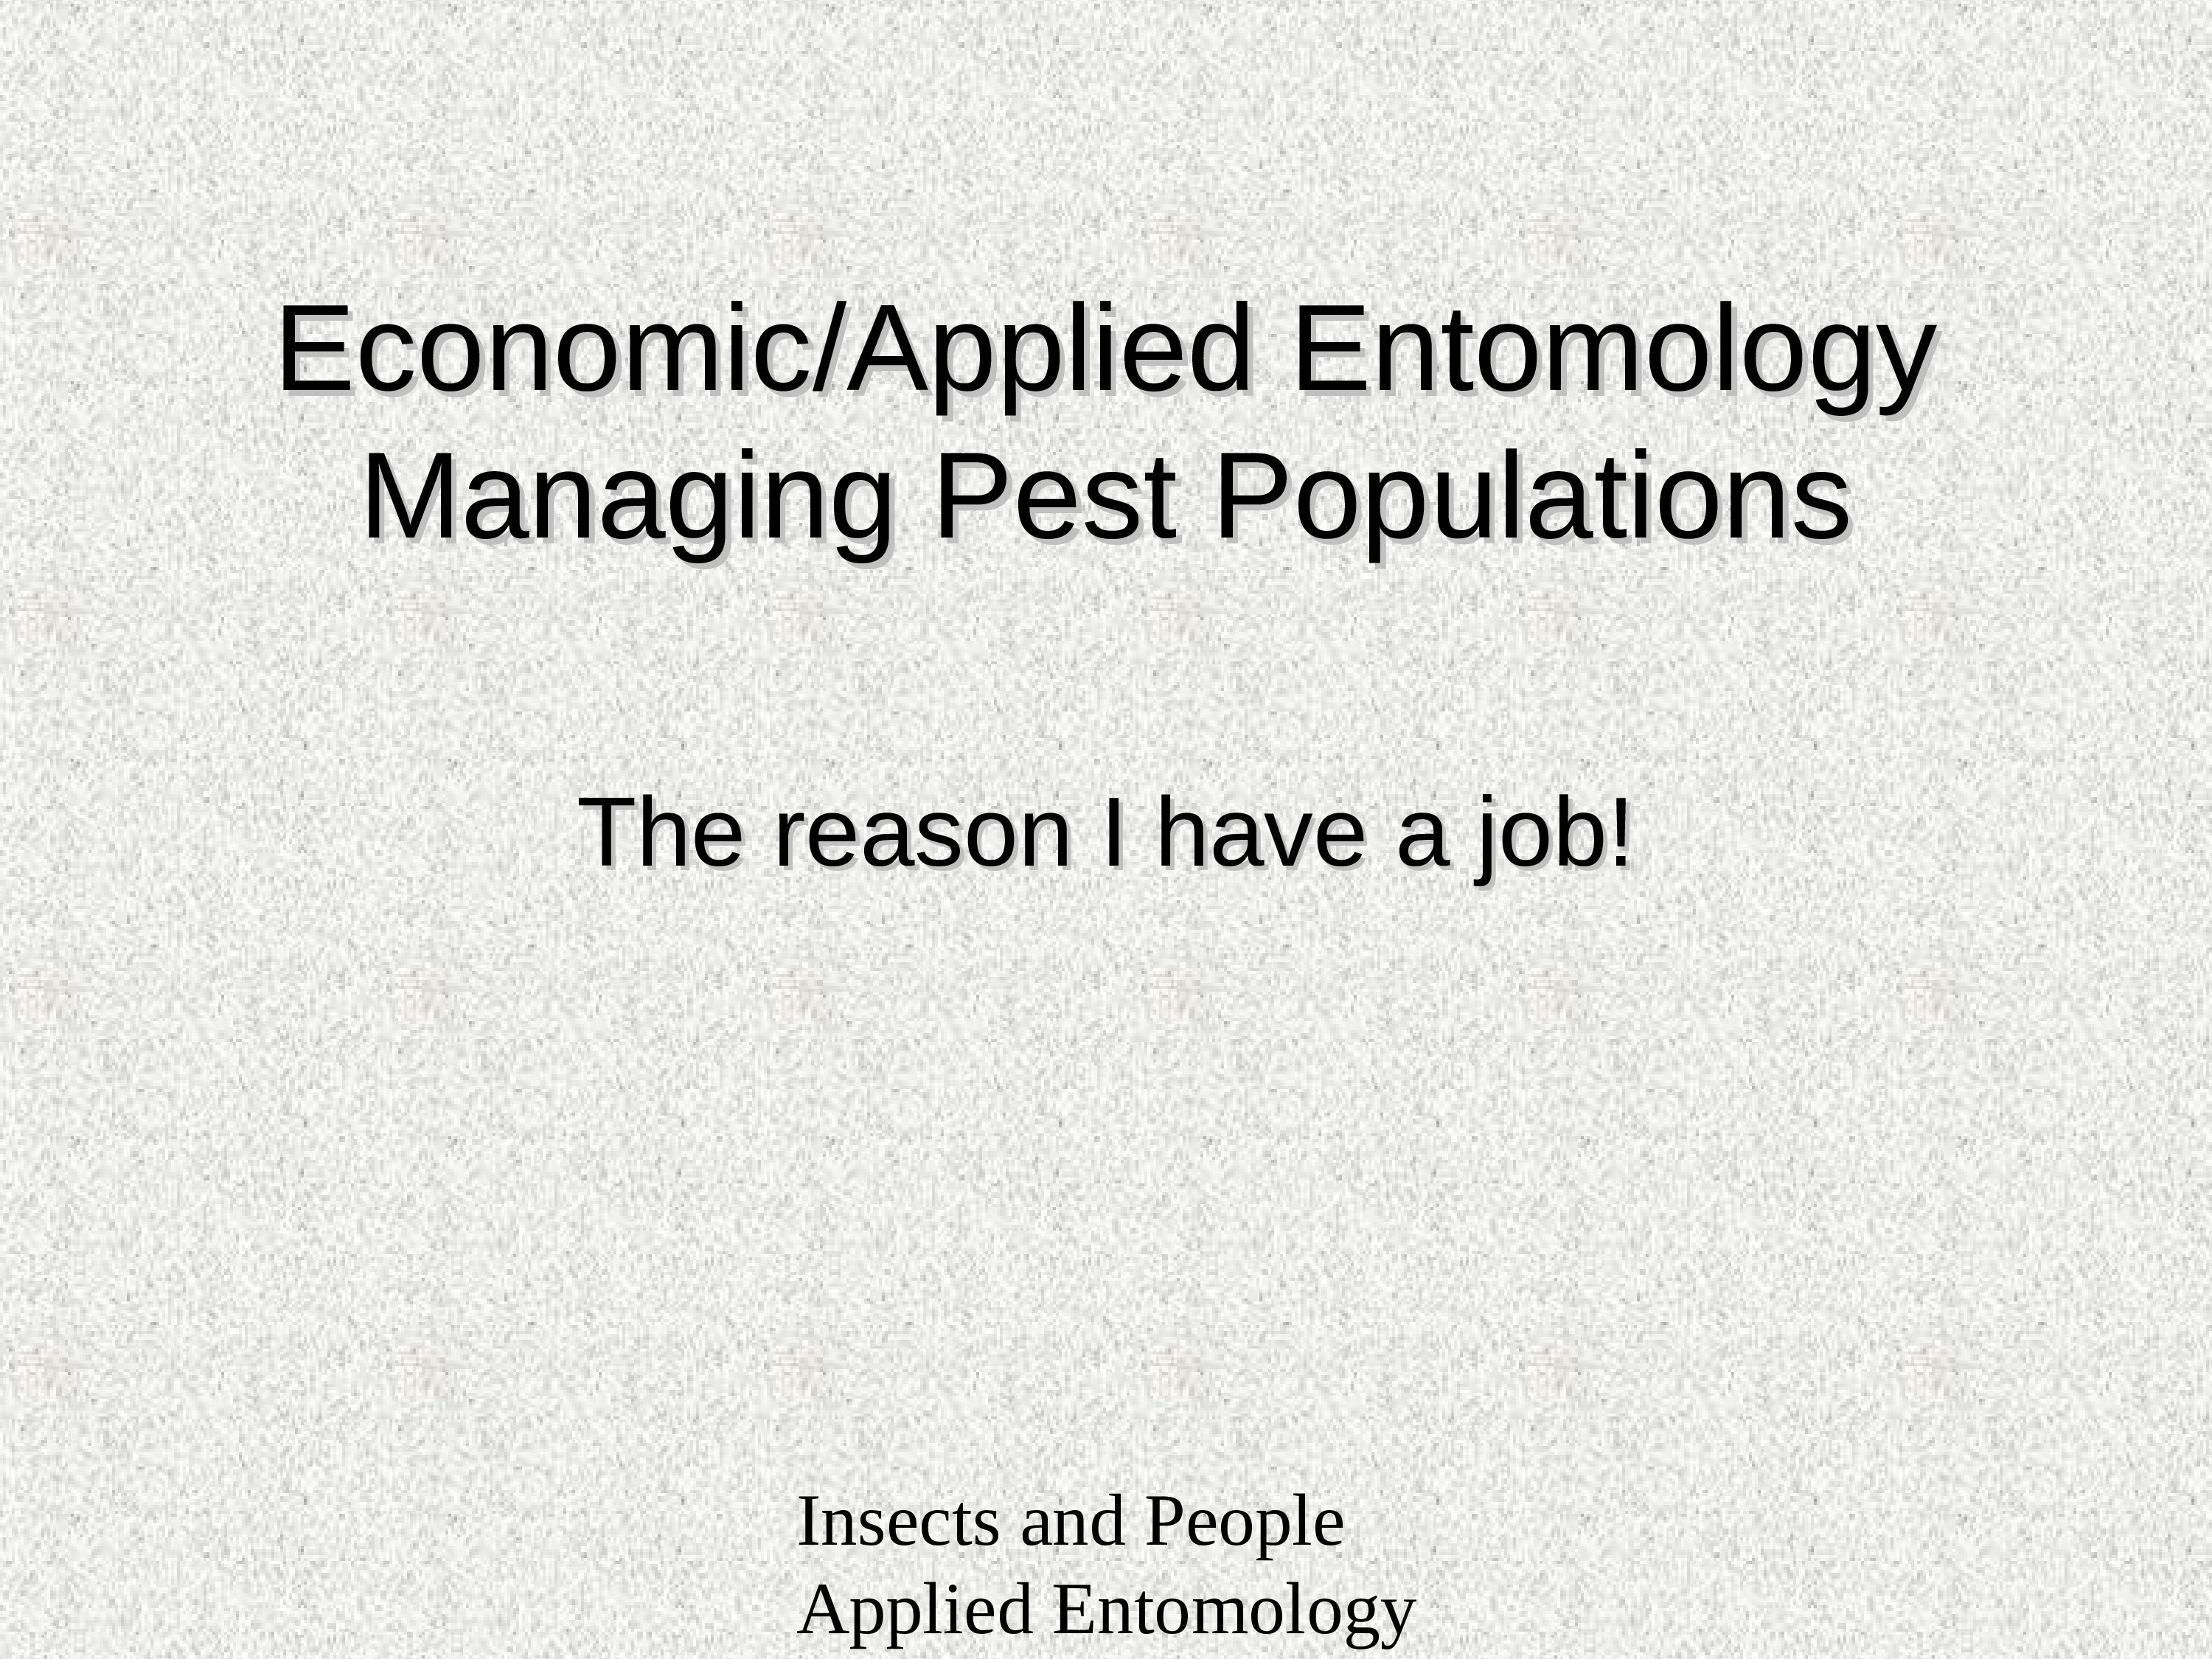 Economic/Applied Entomology
Managing Pest Populations
The reason I have a job!
Insects and People
Applied Entomology